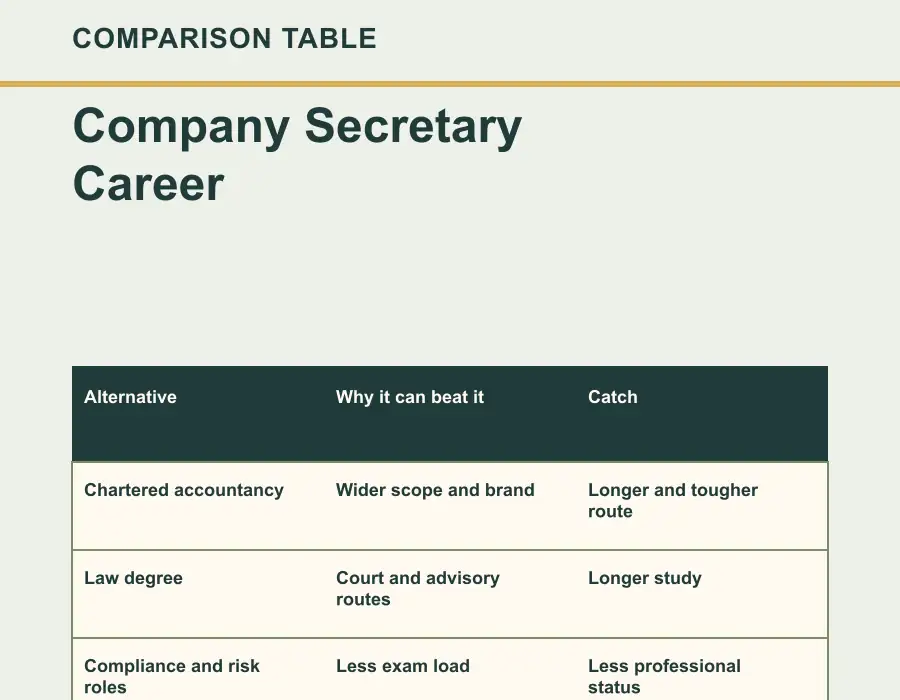 COMPARISON TABLE
Company Secretary
Career
Alternative Why it can beat it Catch
Chartered accountancy Wider scope and brand Longer and tougher
route
Law degree Court and advisory Longer study
routes
Compliance and risk Less exam load Less professional
roles status